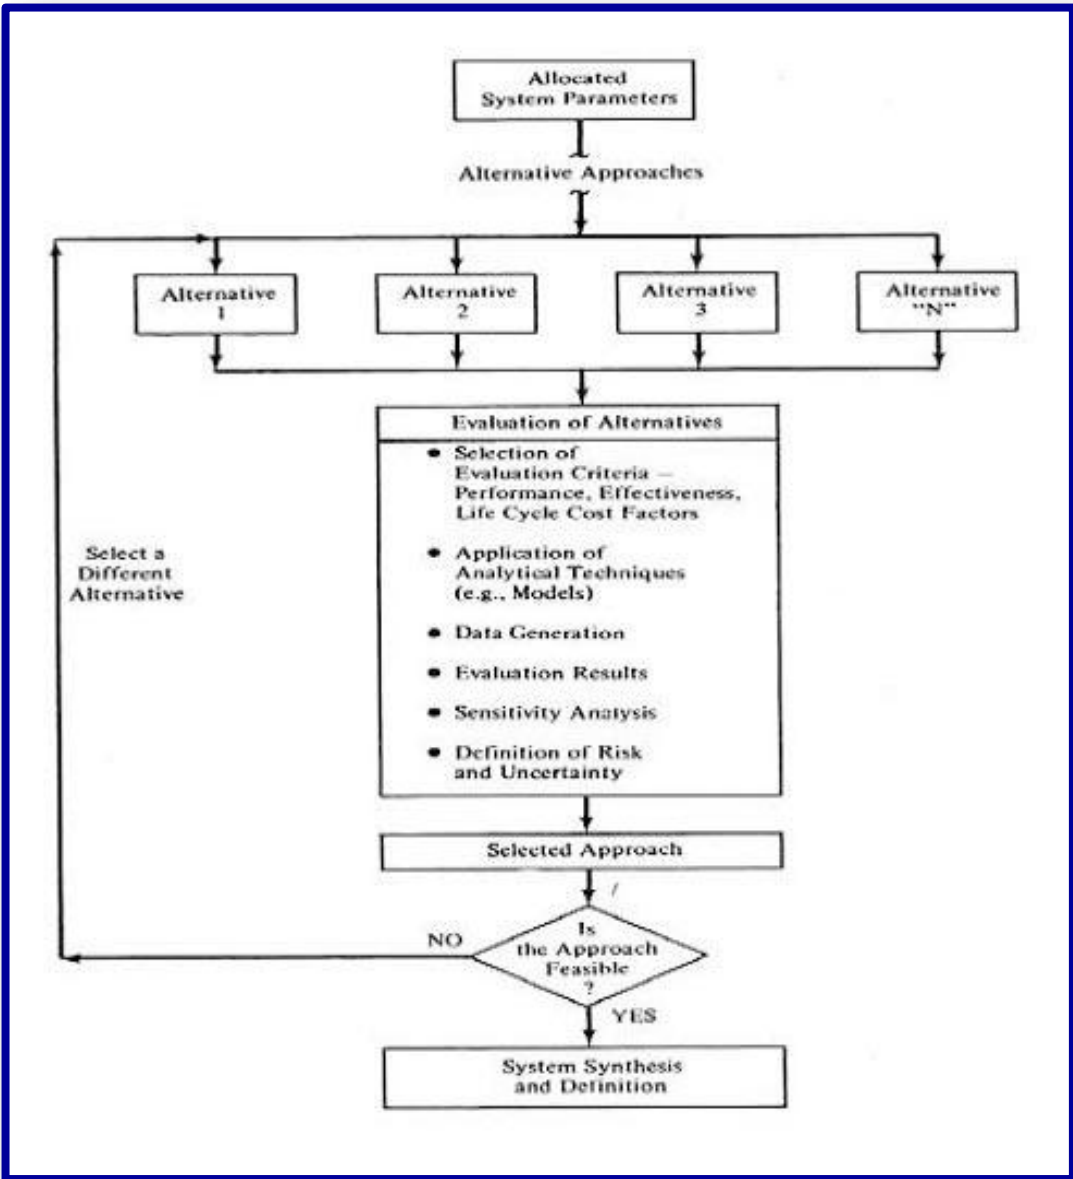 Allocated
System Parameters
Alternative Approaches
Alternative
1
Alternative
2
Alternative
3
Alternative
"N"
Evaluation of Alternatives
• Selection of
Evaluation Criteria —
Performance, Effectiveness,
Life Cycle Cost Factors
• Application of
Analytical Techniques
(e.g., Models)
• Data Generation
• Evaluation Results
• Sensitivity Analysis
• Definition of Risk
and Uncertainty
Select a
Different
Alternative
Selected Approach
NO
Is
the Approach
Feasible
?
YES
System Synthesis
and Definition